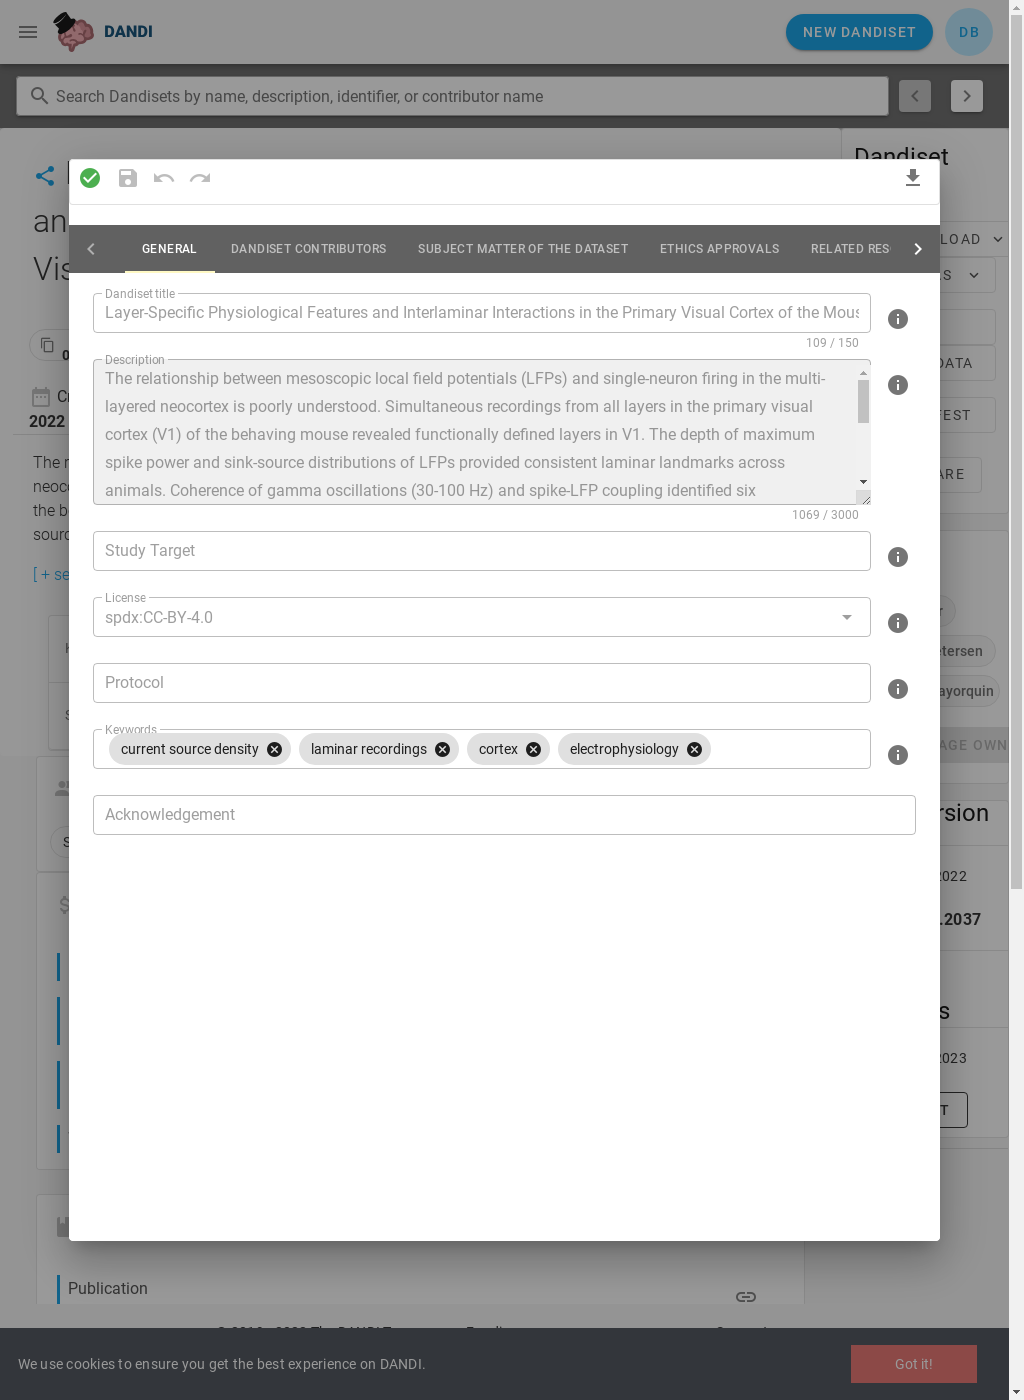 DANDI
NEW DANDISET
DB
Search Dandisets by name, description, identifier, or contributor name
Dandiset
an
Vis
LOAD
S
GENERAL
DANDISET CONTRIBUTORS
SUBJECT MATTER OF THE DATASET
ETHICS APPROVALS
RELATED RES
Dandiset title
Layer-Specific Physiological Features and Interlaminar Interactions in the Primary Visual Cortex of the Mous
109 / 150
Description
The relationship between mesoscopic local field potentials (LFPs) and single-neuron firing in the multi-
layered neocortex is poorly understood. Simultaneous recordings from all layers in the primary visual
cortex (V1) of the behaving mouse revealed functionally defined layers in V1. The depth of maximum
spike power and sink-source distributions of LFPs provided consistent laminar landmarks across
animals. Coherence of gamma oscillations (30-100 Hz) and spike-LFP coupling identified six
1069 / 3000
Study Target
License
spdx:CC-BY-4.0
Protocol
Keywords
current source density
laminar recordings
cortex
electrophysiology
Acknowledgement
0
C
2022
The r
neoc
the b
sourc
[ + se
DATA
EST
ARE
r
etersen
ayorquin
AGE OWN
S
rsion
2022
.2037
s
2023
T
Publication
We use cookies to ensure you get the best experience on DANDI.
Got it!